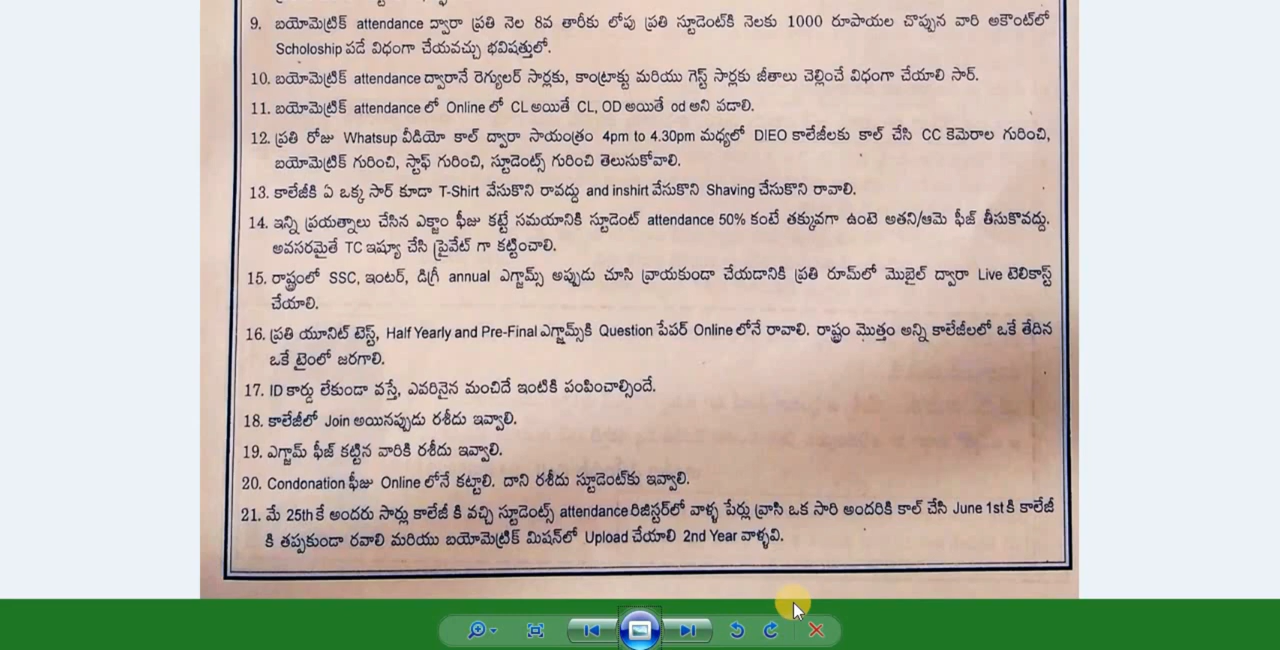 9. బయోమెట్రిక్ attendance ద్వారా ప్రతి నెల 8వ తారీకు లోపు ప్రతి స్టూడెంట్‌కి నెలకు 1000 రూపాయల చొప్పున వారి అకౌంట్‌లో
Scholoship పడే విధంగా చేయవచ్చు భవిషత్తులో.
10. బయోమెట్రిక్ attendance ద్వారానే రెగ్యులర్ సార్లకు, కాంట్రాక్టు మరియు గెస్ట్ సార్లకు జీతాలు చెల్లించే విధంగా చేయాలి సార్.
11. బయోమెట్రిక్ attendance లో Online లో CL అయితే CL, OD అయితే od అని పడాలి.
12. ప్రతి రోజు Whatsup వీడియో కాల్ ద్వారా సాయంత్రం 4pm to 4.30pm మధ్యలో DIEO కాలేజీలకు కాల్ చేసి CC కెమెరాల గురించి,
బయోమెట్రిక్ గురించి, స్టాఫ్ గురించి, స్టూడెంట్స్ గురించి తెలుసుకోవాలి.
13. కాలేజీకి ఏ ఒక్క సార్ కూడా T-Shirt వేసుకొని రావద్దు and inshirt వేసుకొని Shaving చేసుకొని రావాలి.
14. ఇన్ని ప్రయత్నాలు చేసిన ఎక్జాం ఫీజు కట్టే సమయానికి స్టూడెంట్ attendance 50% కంటే తక్కువగా ఉంటె అతని/ఆమె ఫీజ్ తీసుకొవద్దు.
అవసరమైతే TC ఇష్యూ చేసి ప్రైవేట్ గా కట్టించాలి.
15. రాష్ట్రంలో SSC, ఇంటర్, డిగ్రీ annual ఎగ్జామ్స్ అప్పుడు చూసి వ్రాయకుండా చేయడానికి ప్రతి రూమ్‌లో మొబైల్ ద్వారా Live టెలికాస్ట్
చేయాలి.
16. ప్రతి యూనిట్ టెస్ట్, Half Yearly and Pre-Final ఎగ్జామ్స్‌కి Question పేపర్ Online లోనే రావాలి. రాష్ట్రం మొత్తం అన్ని కాలేజీలలో ఒకే తేదిన
ఒకే టైంలో జరగాలి.
17. ID కార్డు లేకుండా వస్తే, ఎవరినైన మంచిదే ఇంటికి పంపించాల్సిందే.
18. కాలేజీలో Join అయినప్పుడు రశీదు ఇవ్వాలి.
19. ఎగ్జామ్ ఫీజ్ కట్టిన వారికి రశీదు ఇవ్వాలి.
20. Condonation ఫీజు Online లోనే కట్టాలి. దాని రశీదు స్టూడెంట్‌కు ఇవ్వాలి.
21. మే 25th కే అందరు సార్లు కాలేజీ కి వచ్చి స్టూడెంట్స్ attendance రిజిస్టర్‌లో వాళ్ళ పేర్లు వ్రాసి ఒక సారి అందరికి కాల్ చేసి June 1st కి కాలేజీ
కి తప్పకుండా రవాలి మరియు బయోమెట్రిక్ మిషన్‌లో Upload చేయాలి 2nd Year వాళ్ళవి.